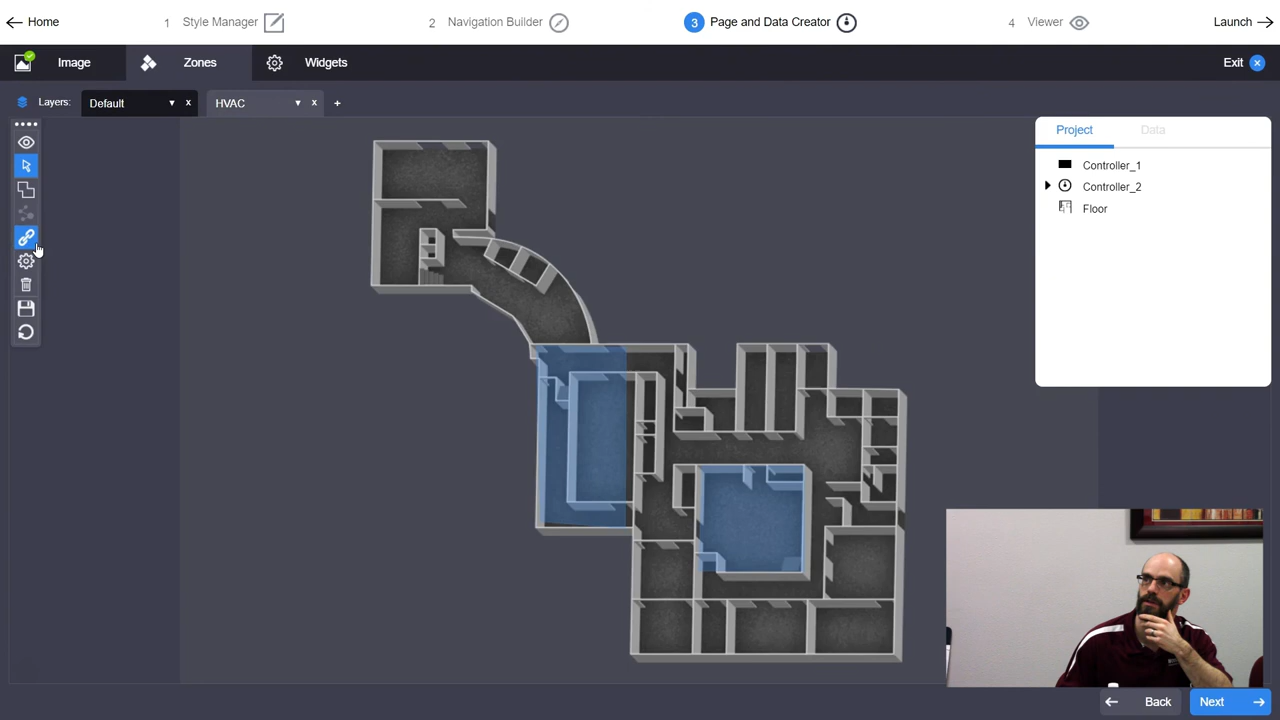 Home
1 Style Manager
2 Navigation Builder
3 Page and Data Creator
4 Viewer
Launch
Image
Zones
Widgets
Exit
Layers:
Default
HVAC
Project
Data
Controller_1
Controller_2
Floor
Back
Next